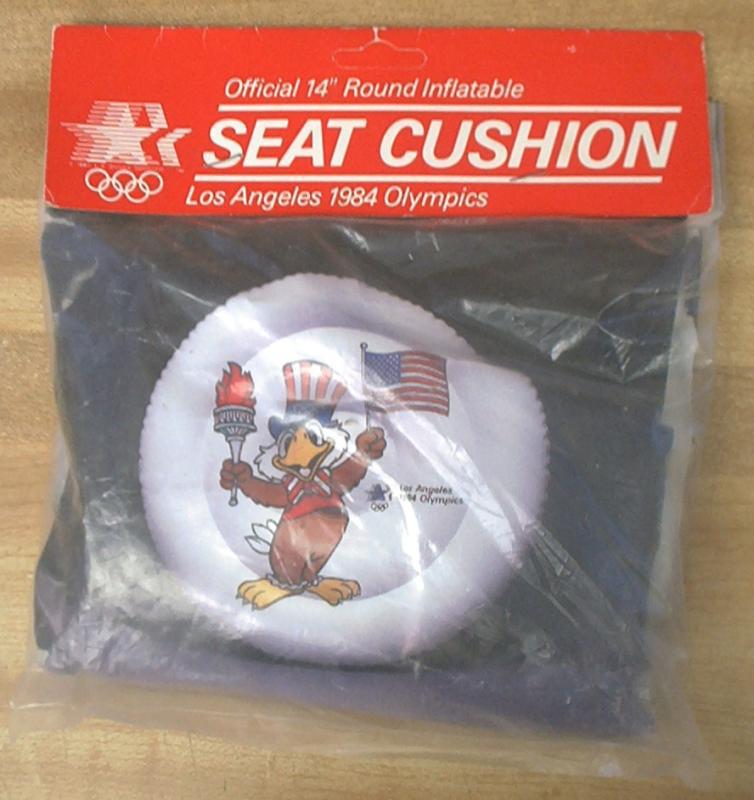 Official 14" Round Inflatable
SEAT CUSHION
Los Angeles 1984 Olympics
Los Angeles
1984 Olympics